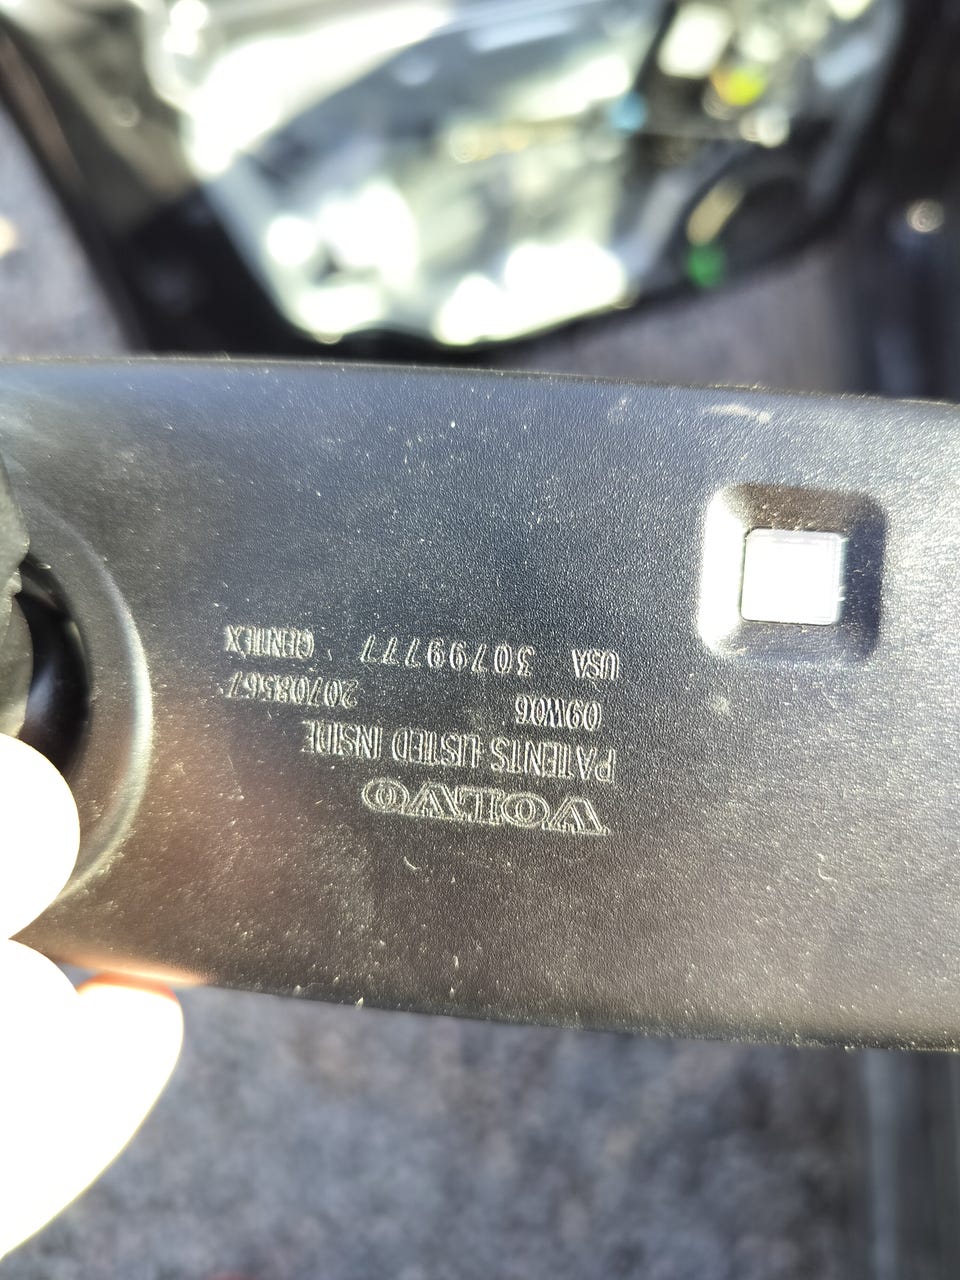 VOLVO
PATENTS LISTED INSIDE
09W06 20708567
USA 30799777 GENTEX